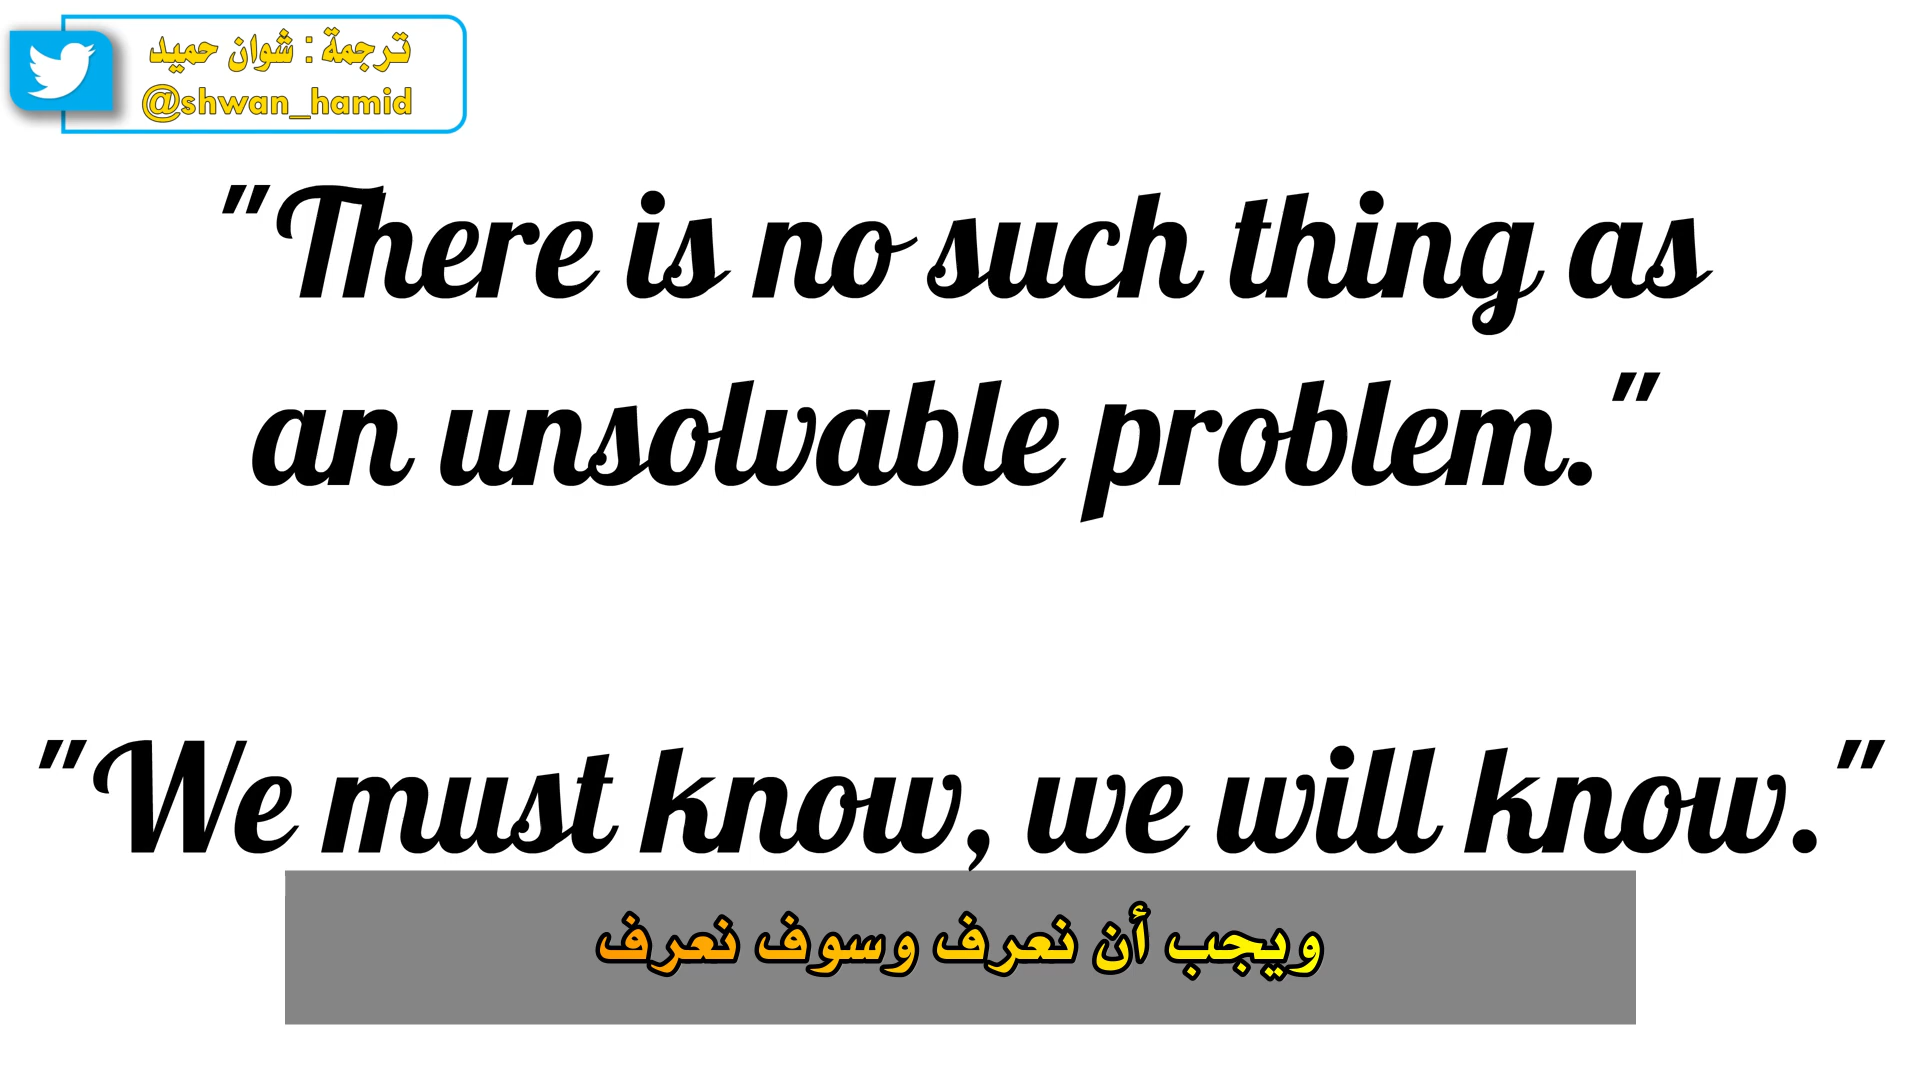 ترجمة : شوان حميد
@shwan_hamid
"There is no such thing as
an unsolvable problem."
"We must know, we will know."
ويجب أن نعرف وسوف نعرف